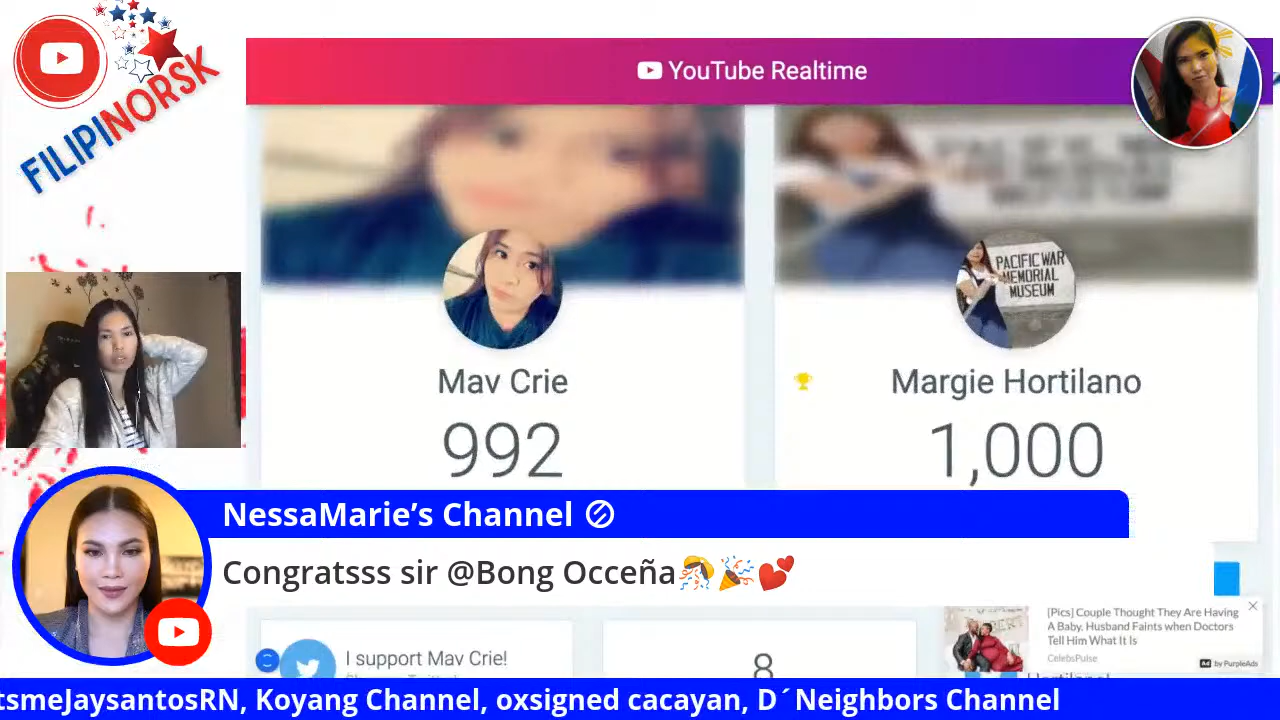 FILIPINORSK
YouTube Realtime
PACIFIC WAR
MEMORIAL
MUSEUM
Mav Crie
Margie Hortilano
992
1,000
NessaMarie’s Channel
Congratsss sir @Bong Occeña🎊🎉💕
I support Mav Crie!
8
[Pics] Couple Thought They Are Having
A Baby. Husband Faints when Doctors
Tell Him What It Is
CelebsPulse
Ad by PurpleAds
tsmeJaysantosRN, Koyang Channel, oxsigned cacayan, D´Neighbors Channel